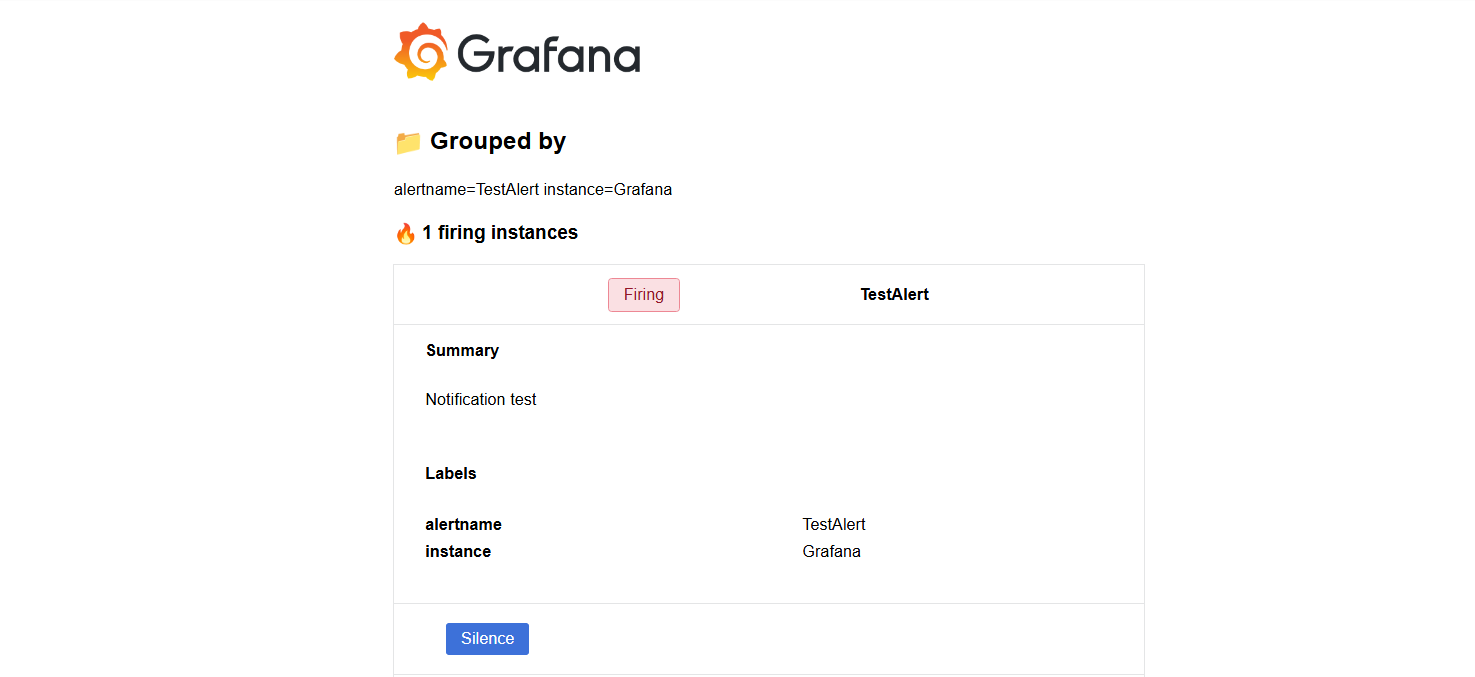 Grafana
📁 Grouped by
alertname=TestAlert instance=Grafana
🔥 1 firing instances
Firing TestAlert
Summary
Notification test
Labels
alertname TestAlert
instance Grafana
Silence